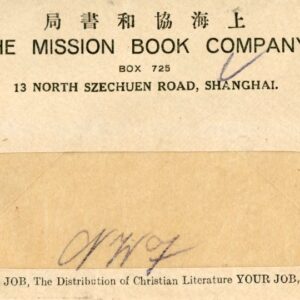 上海協和書局
HE MISSION BOOK COMPANY
BOX 725
13 NORTH SZECHUEN ROAD, SHANGHAI.
JOB, The Distribution of Christian Literature YOUR JOB,